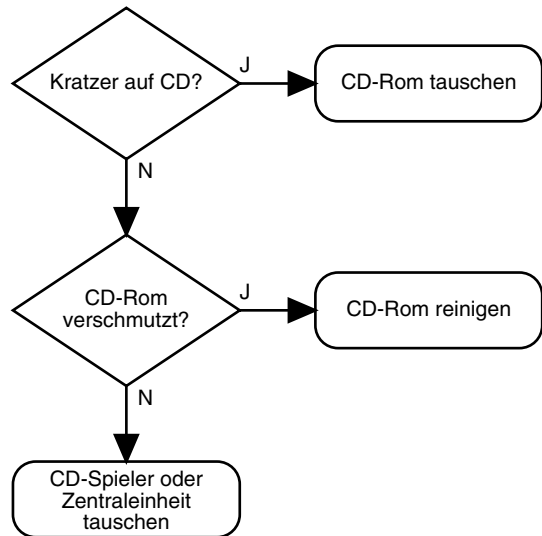 Kratzer auf CD?
J
CD-Rom tauschen
N
CD-Rom
verschmutzt?
J
CD-Rom reinigen
N
CD-Spieler oder
Zentraleinheit
tauschen